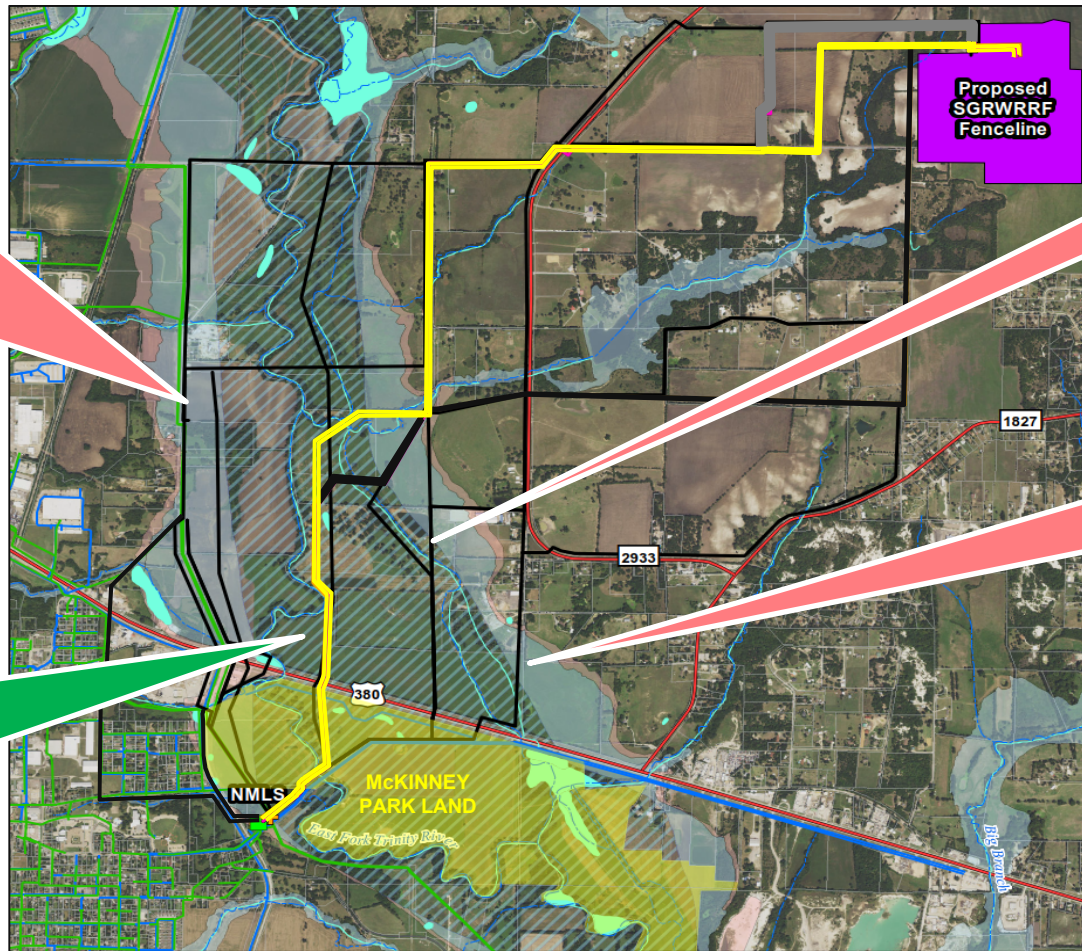 Proposed
SGRWRRF
Fenceline
1827
2933
380
NMLS
McKINNEY
PARK LAND
East Fork Trinity River
Big Branch